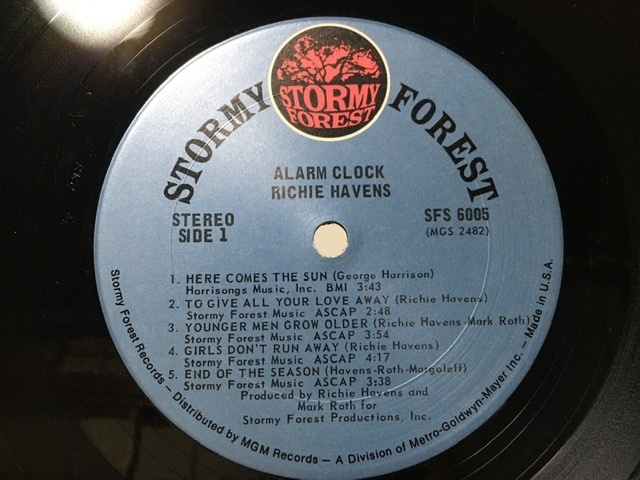 STORMY FOREST
STORMY
FOREST
ALARM CLOCK
RICHIE HAVENS
STEREO
SIDE 1
SFS 6005
(MGS 2482)
1. HERE COMES THE SUN (George Harrison)
Harrisongs Music, Inc. BMI 3:43
2. TO GIVE ALL YOUR LOVE AWAY (Richie Havens)
Stormy Forest Music ASCAP 2:48
3. YOUNGER MEN GROW OLDER (Richie Havens-Mark Roth)
Stormy Forest Music ASCAP 3:54
4. GIRLS DON'T RUN AWAY (Richie Havens)
Stormy Forest Music ASCAP 4:17
5. END OF THE SEASON (Havens-Roth-Margoleff)
Stormy Forest Music ASCAP 3:38
Produced by Richie Havens and
Mark Roth for
Stormy Forest Productions, Inc.
Stormy Forest Records – Distributed by MGM Records – A Division of Metro-Goldwyn-Mayer Inc. – Made in U.S.A.